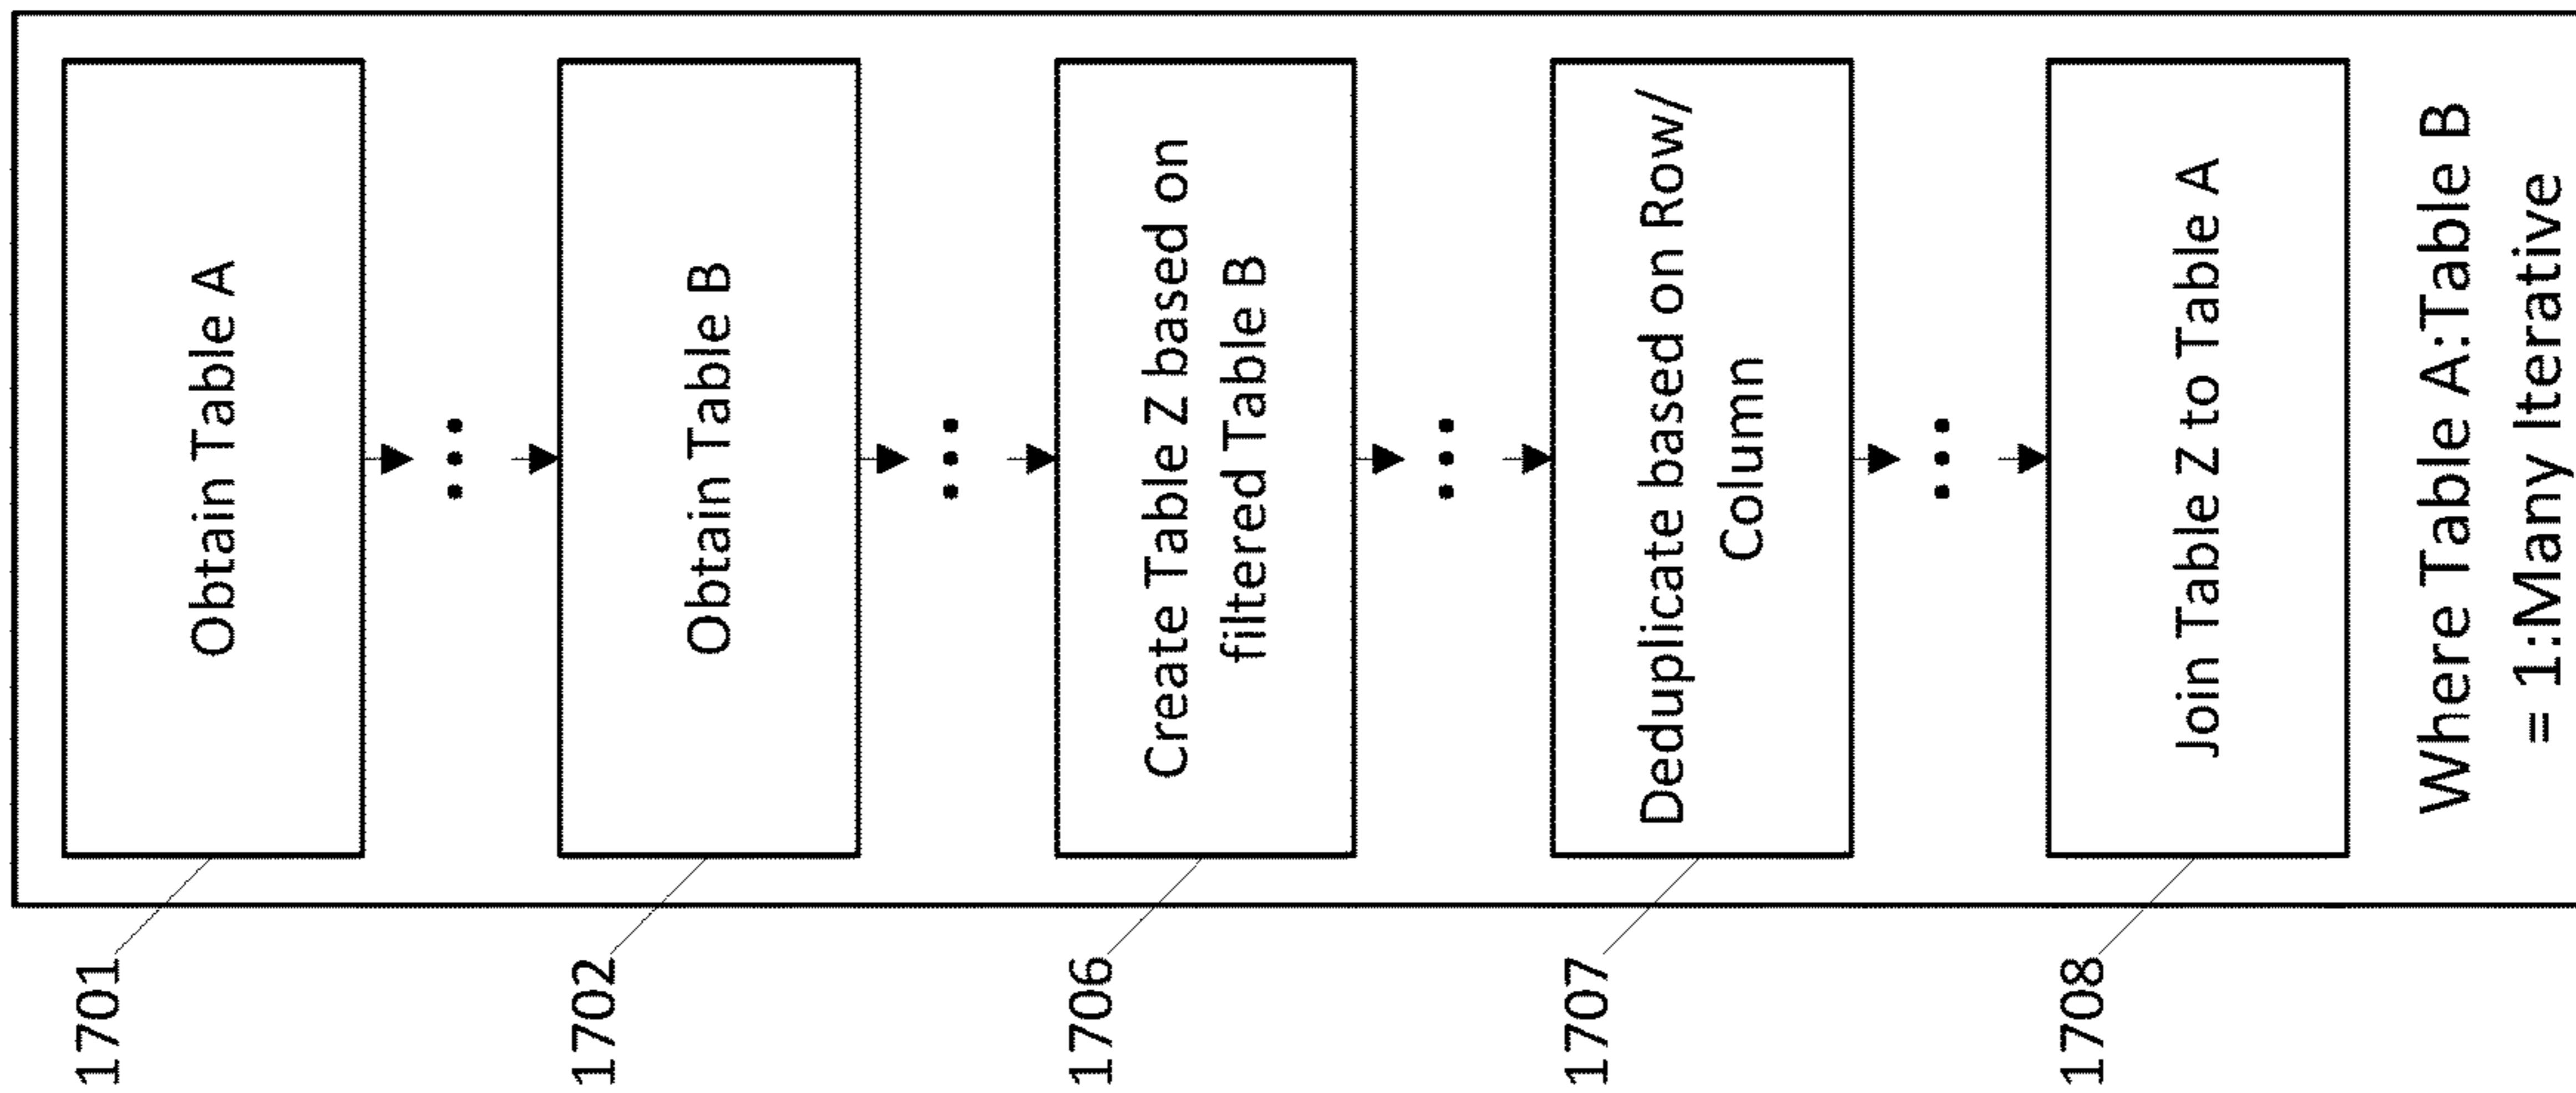 1701
Obtain Table A
1702
Obtain Table B
1706
Create Table Z based on
filtered Table B
1707
Deduplicate based on Row/
Column
1708
Join Table Z to Table A
Where Table A:Table B
= 1:Many Iterative